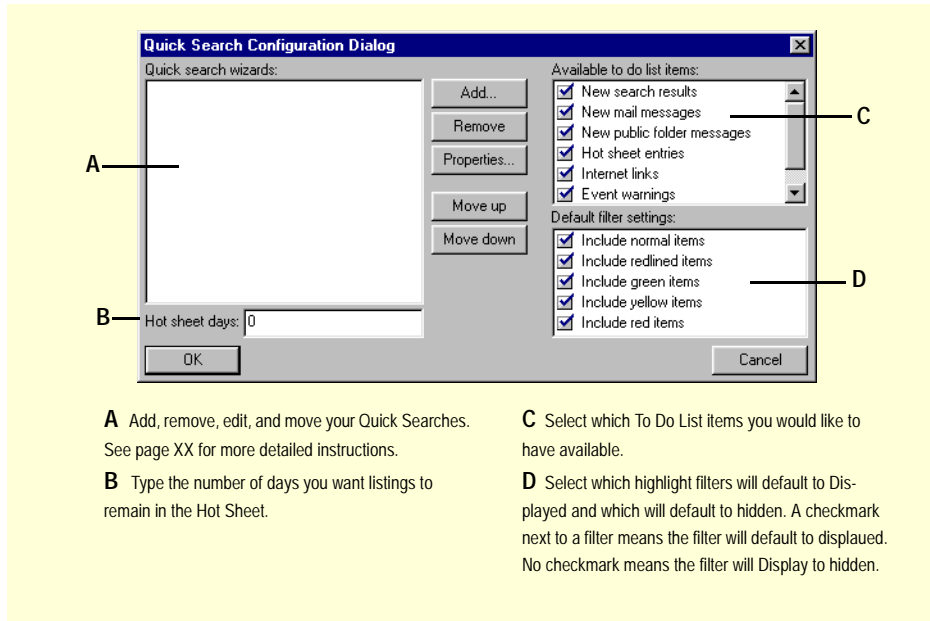 Quick Search Configuration Dialog
Quick search wizards:
Add...
Remove
Properties...
Move up
Move down
Hot sheet days: 0
OK
Available to do list items:
New search results
New mail messages
New public folder messages
Hot sheet entries
Internet links
Event warnings
Default filter settings:
Include normal items
Include redlined items
Include green items
Include yellow items
Include red items
Cancel
A
B
C
D
A Add, remove, edit, and move your Quick Searches.
See page XX for more detailed instructions.
B Type the number of days you want listings to
remain in the Hot Sheet.
C Select which To Do List items you would like to
have available.
D Select which highlight filters will default to Dis-
played and which will default to hidden. A checkmark
next to a filter means the filter will default to displaued.
No checkmark means the filter will Display to hidden.